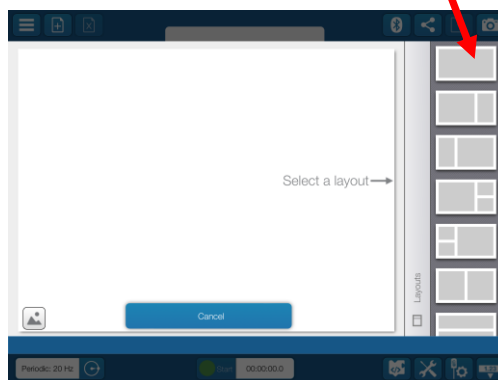 Select a layout
Layouts
Cancel
Periodic: 20 Hz
Start
00:00:00.0